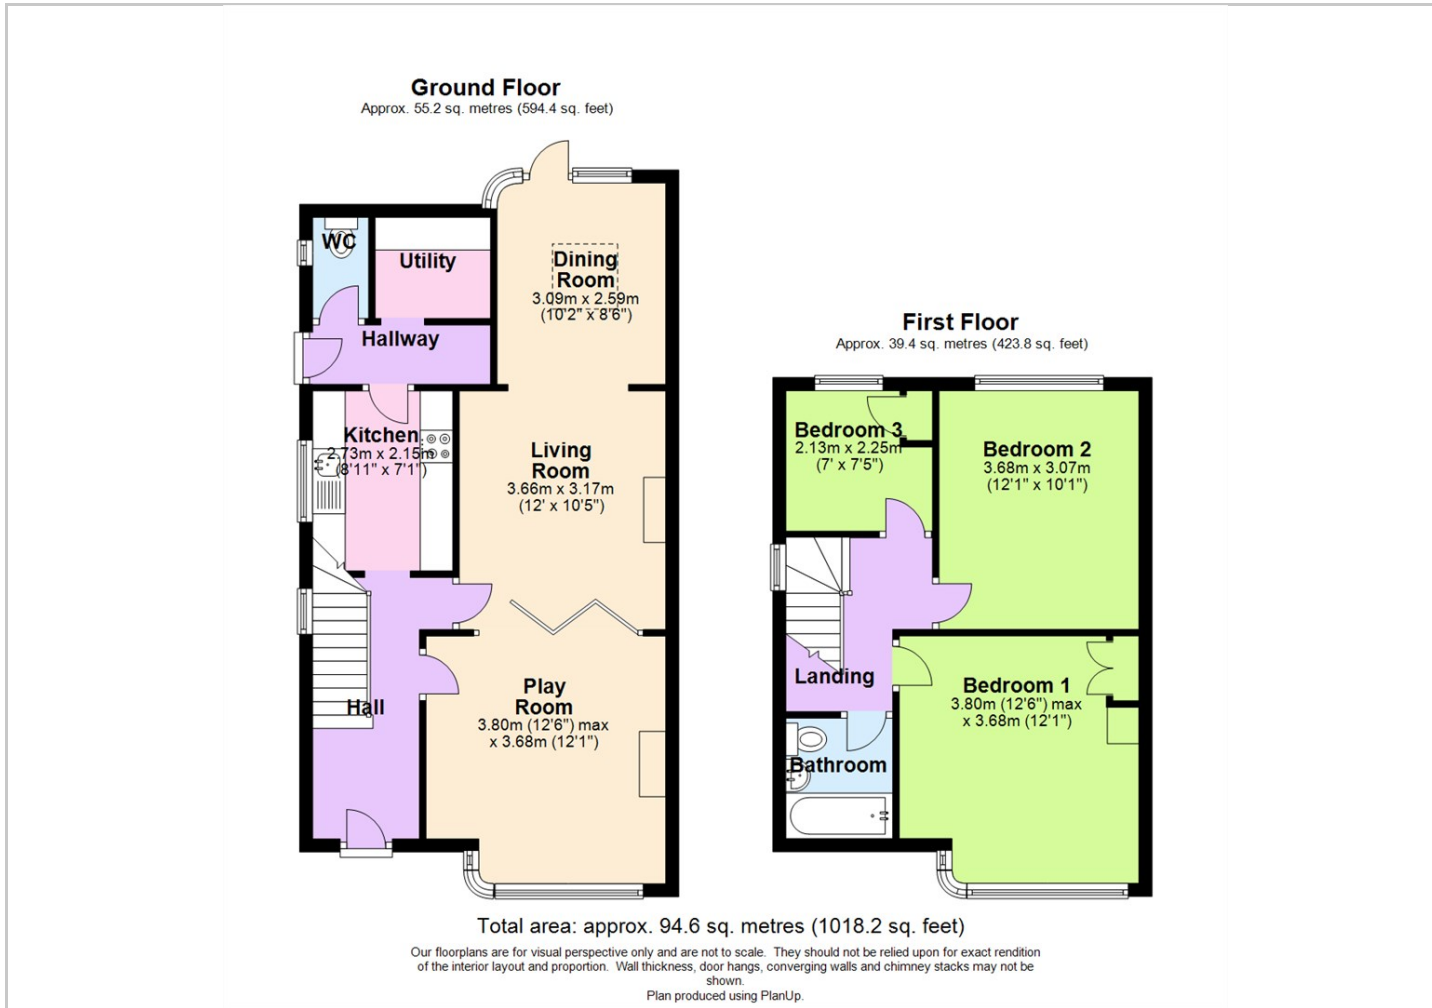 Ground Floor
Approx. 55.2 sq. metres (594.4 sq. feet)
WC
Utility
Dining
Room
3.09m x 2.59m
(10'2" x 8'6")
Hallway
Kitchen
2.73m x 2.15m
(8'11" x 7'1")
Living
Room
3.66m x 3.17m
(12' x 10'5")
Hall
Play
Room
3.80m (12'6") max
x 3.68m (12'1")
First Floor
Approx. 39.4 sq. metres (423.8 sq. feet)
Bedroom 3
2.13m x 2.25m
(7' x 7'5")
Bedroom 2
3.68m x 3.07m
(12'1" x 10'1")
Landing
Bedroom 1
3.80m (12'6") max
x 3.68m (12'1")
Bathroom
Total area: approx. 94.6 sq. metres (1018.2 sq. feet)
Our floorplans are for visual perspective only and are not to scale. They should not be relied upon for exact rendition
of the interior layout and proportion. Wall thickness, door hangs, converging walls and chimney stacks may not be
shown.
Plan produced using PlanUp.